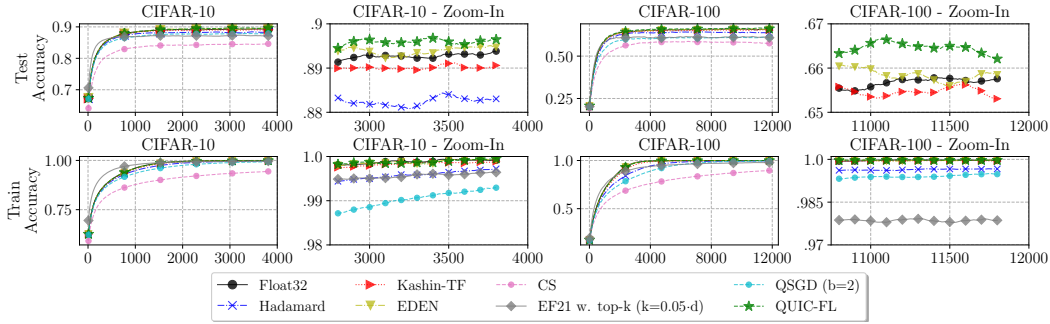 CIFAR-10
CIFAR-10 - Zoom-In
CIFAR-100
CIFAR-100 - Zoom-In
Test
Accuracy
0.9
0.8
0.7
0 1000 2000 3000 4000
.9
.89
.88
3000 3500 4000
0.50
0.25
0 4000 8000 12000
.67
.66
.65
11000 11500 12000
CIFAR-10
CIFAR-10 - Zoom-In
CIFAR-100
CIFAR-100 - Zoom-In
Train
Accuracy
1.00
0.75
0 1000 2000 3000 4000
1.0
.99
.98
3000 3500 4000
1.0
0.5
0 4000 8000 12000
1.0
.985
.97
11000 11500 12000
Float32 Kashin-TF CS QSGD (b=2)
Hadamard EDEN EF21 w. top-k (k=0.05·d) QUIC-FL